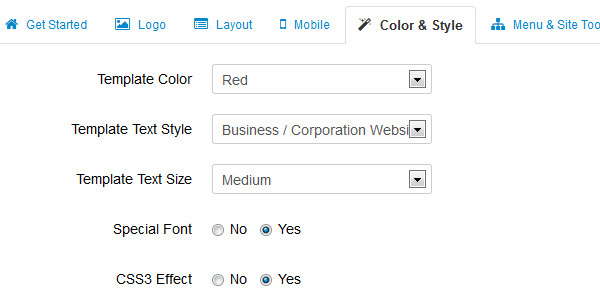 Get Started Logo Layout Mobile Color & Style Menu & Site Too
Template Color Red
Template Text Style Business / Corporation Websi
Template Text Size Medium
Special Font No Yes
CSS3 Effect No Yes